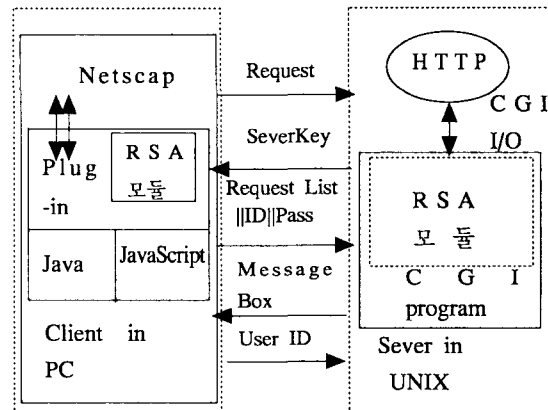 Netscap
Plug
-in
RSA
모듈
Java
JavaScript
Client in
PC
Request
SeverKey
Request List
||ID||Pass
Message
Box
User ID
HTTP
CGI
I/O
RSA
모듈
CGI
program
Sever in
UNIX